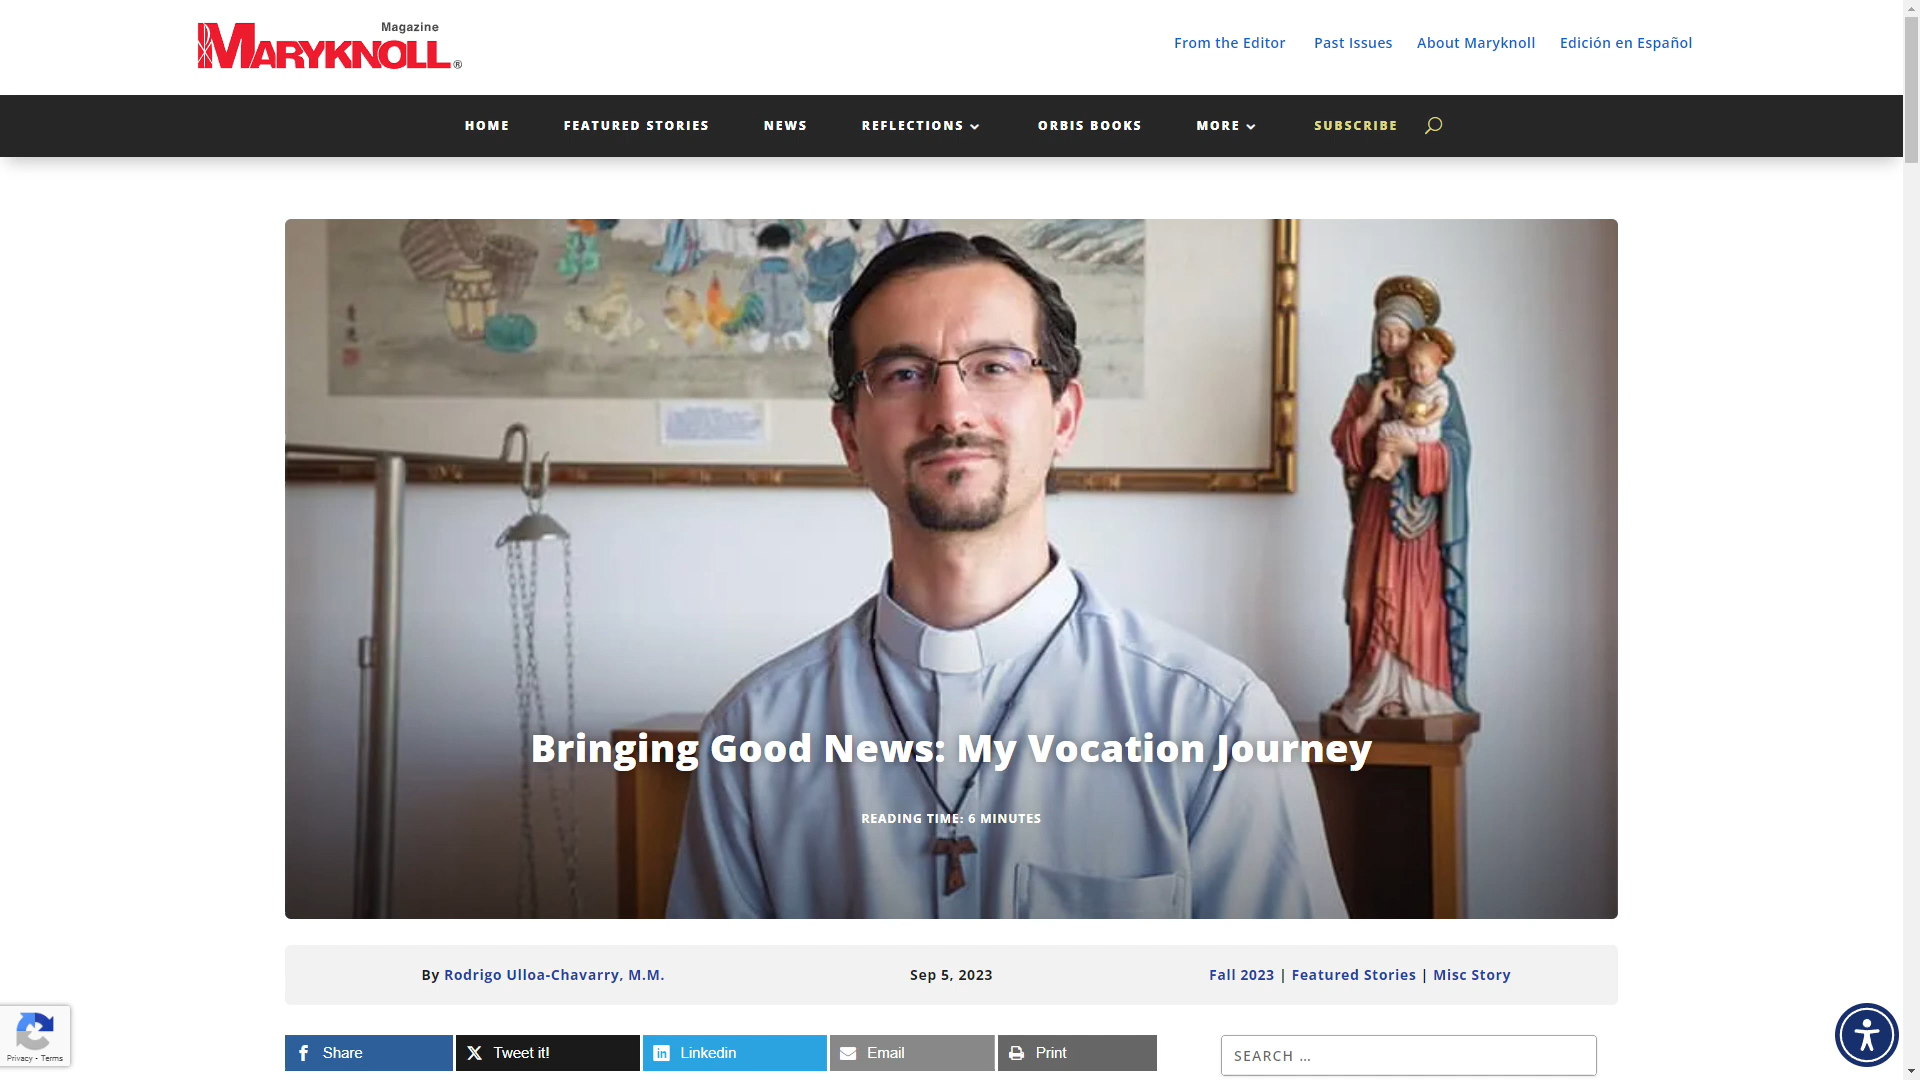 Magazine
MARYKNOLL®
From the Editor
Past Issues
About Maryknoll
Edición en Español
HOME
FEATURED STORIES
NEWS
REFLECTIONS
ORBIS BOOKS
MORE
SUBSCRIBE
Bringing Good News: My Vocation Journey
READING TIME: 6 MINUTES
By Rodrigo Ulloa-Chavarry, M.M.
Sep 5, 2023
Fall 2023 | Featured Stories | Misc Story
Share
Tweet it!
Linkedin
Email
Print
SEARCH …
Privacy • Terms